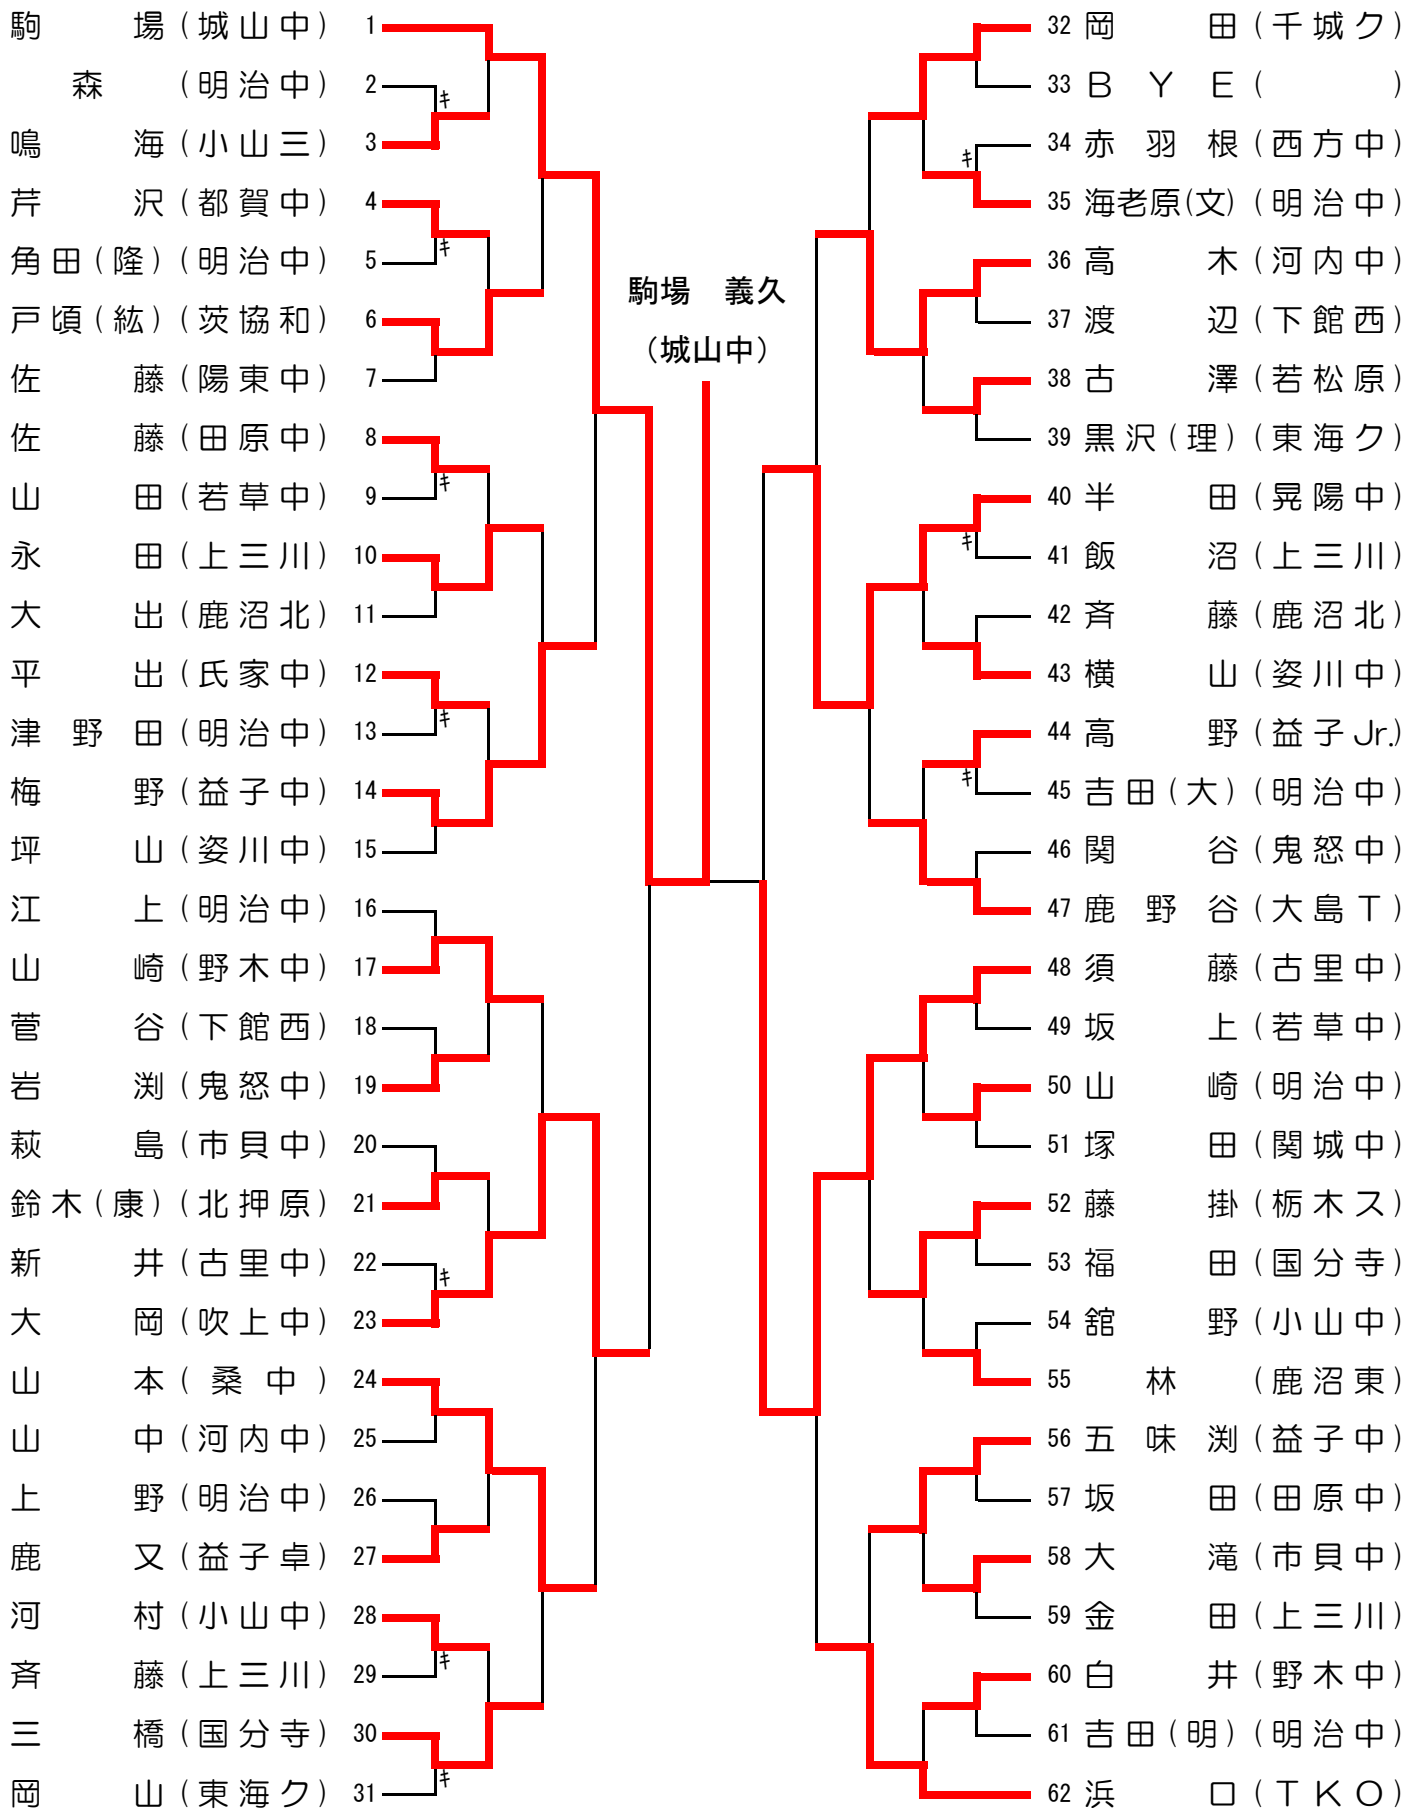 駒場(城山中) 1
森(明治中) 2
キ
鳴海(小山三) 3
芹沢(都賀中) 4
キ
角田(隆)(明治中) 5
戸頃(紘)(茨協和) 6
佐藤(陽東中) 7
佐藤(田原中) 8
キ
山田(若草中) 9
永田(上三川) 10
大出(鹿沼北) 11
平出(氏家中) 12
キ
津野田(明治中) 13
梅野(益子中) 14
坪山(姿川中) 15
江上(明治中) 16
山崎(野木中) 17
菅谷(下館西) 18
岩渕(鬼怒中) 19
萩島(市貝中) 20
鈴木(康)(北押原) 21
新井(古里中) 22
キ
大岡(吹上中) 23
山本(桑中) 24
山中(河内中) 25
上野(明治中) 26
鹿又(益子卓) 27
河村(小山中) 28
キ
斉藤(上三川) 29
三橋(国分寺) 30
キ
岡山(東海ク) 31
駒場 義久
(城山中)
32 岡田(千城ク)
33 BYE( )
34 赤羽根(西方中)
キ
35 海老原(文)(明治中)
36 高木(河内中)
37 渡辺(下館西)
38 古澤(若松原)
39 黒沢(理)(東海ク)
40 半田(晃陽中)
キ
41 飯沼(上三川)
42 斉藤(鹿沼北)
43 横山(姿川中)
44 高野(益子Jr.)
キ
45 吉田(大)(明治中)
46 関谷(鬼怒中)
47 鹿野谷(大島T)
48 須藤(古里中)
49 坂上(若草中)
50 山崎(明治中)
51 塚田(関城中)
52 藤掛(栃木ス)
53 福田(国分寺)
54 舘野(小山中)
55 林(鹿沼東)
56 五味渕(益子中)
57 坂田(田原中)
58 大滝(市貝中)
59 金田(上三川)
60 白井(野木中)
61 吉田(明)(明治中)
62 浜口(TKO)